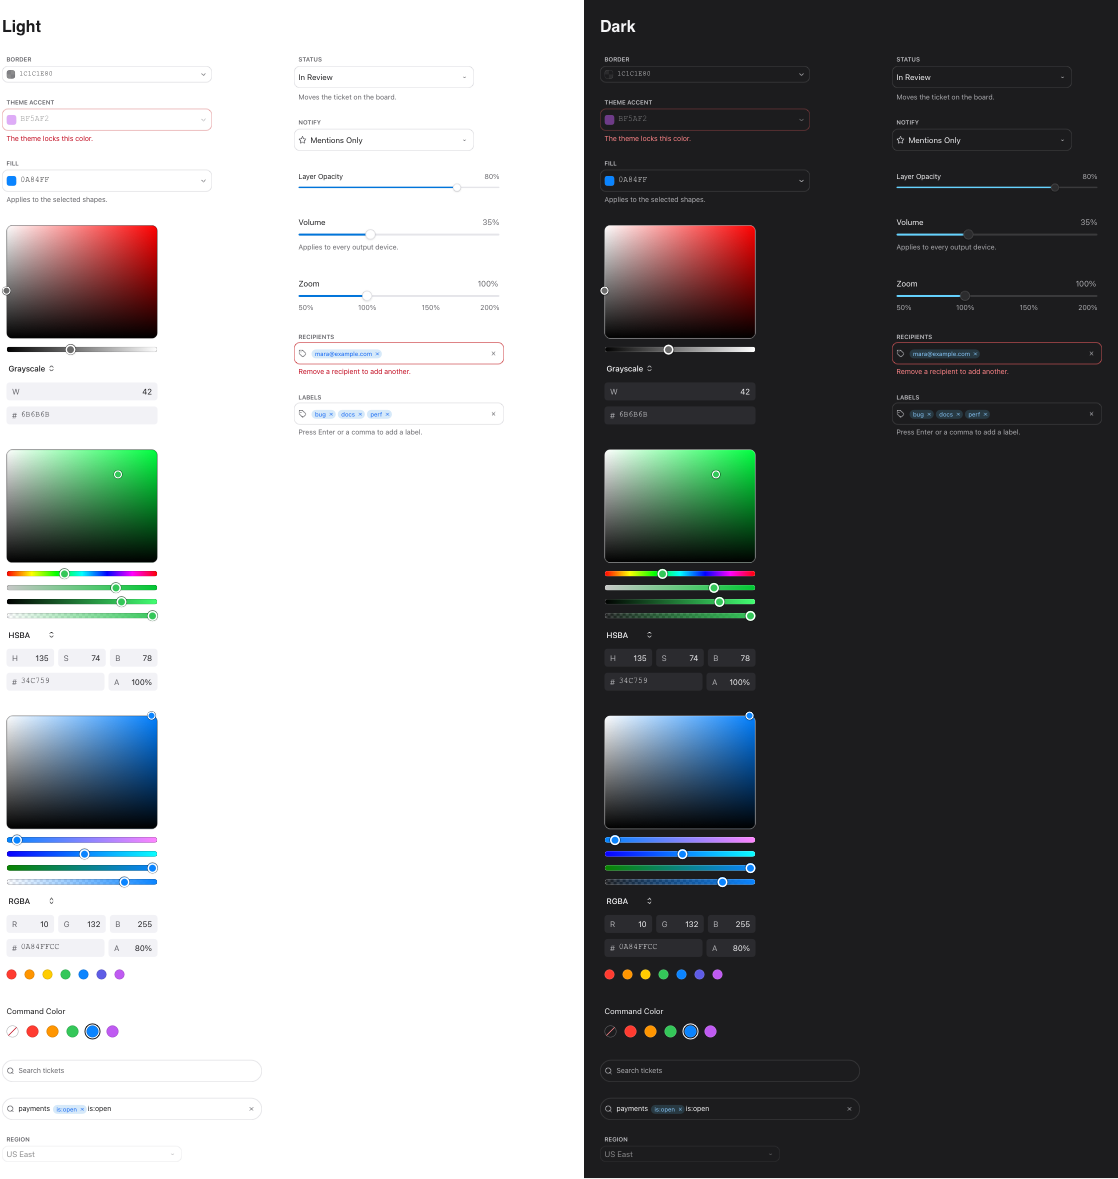 Light
BORDER
1C1C1E80
THEME ACCENT
BF5AF2
The theme locks this color.
FILL
0A84FF
Applies to the selected shapes.
Grayscale
W 42
# 6B6B6B
HSBA
H 135 S 74 B 78
# 34C759 A 100%
RGBA
R 10 G 132 B 255
# 0A84FFCC A 80%
Command Color
Search tickets
payments is:open × is:open ×
REGION
US East
STATUS
In Review
Moves the ticket on the board.
NOTIFY
Mentions Only
Layer Opacity 80%
Volume 35%
Applies to every output device.
Zoom 100%
50% 100% 150% 200%
RECIPIENTS
mara@example.com × ×
Remove a recipient to add another.
LABELS
bug × docs × perf × ×
Press Enter or a comma to add a label.
Dark
BORDER
1C1C1E80
THEME ACCENT
BF5AF2
The theme locks this color.
FILL
0A84FF
Applies to the selected shapes.
Grayscale
W 42
# 6B6B6B
HSBA
H 135 S 74 B 78
# 34C759 A 100%
RGBA
R 10 G 132 B 255
# 0A84FFCC A 80%
Command Color
Search tickets
payments is:open × is:open ×
REGION
US East
STATUS
In Review
Moves the ticket on the board.
NOTIFY
Mentions Only
Layer Opacity 80%
Volume 35%
Applies to every output device.
Zoom 100%
50% 100% 150% 200%
RECIPIENTS
mara@example.com × ×
Remove a recipient to add another.
LABELS
bug × docs × perf × ×
Press Enter or a comma to add a label.